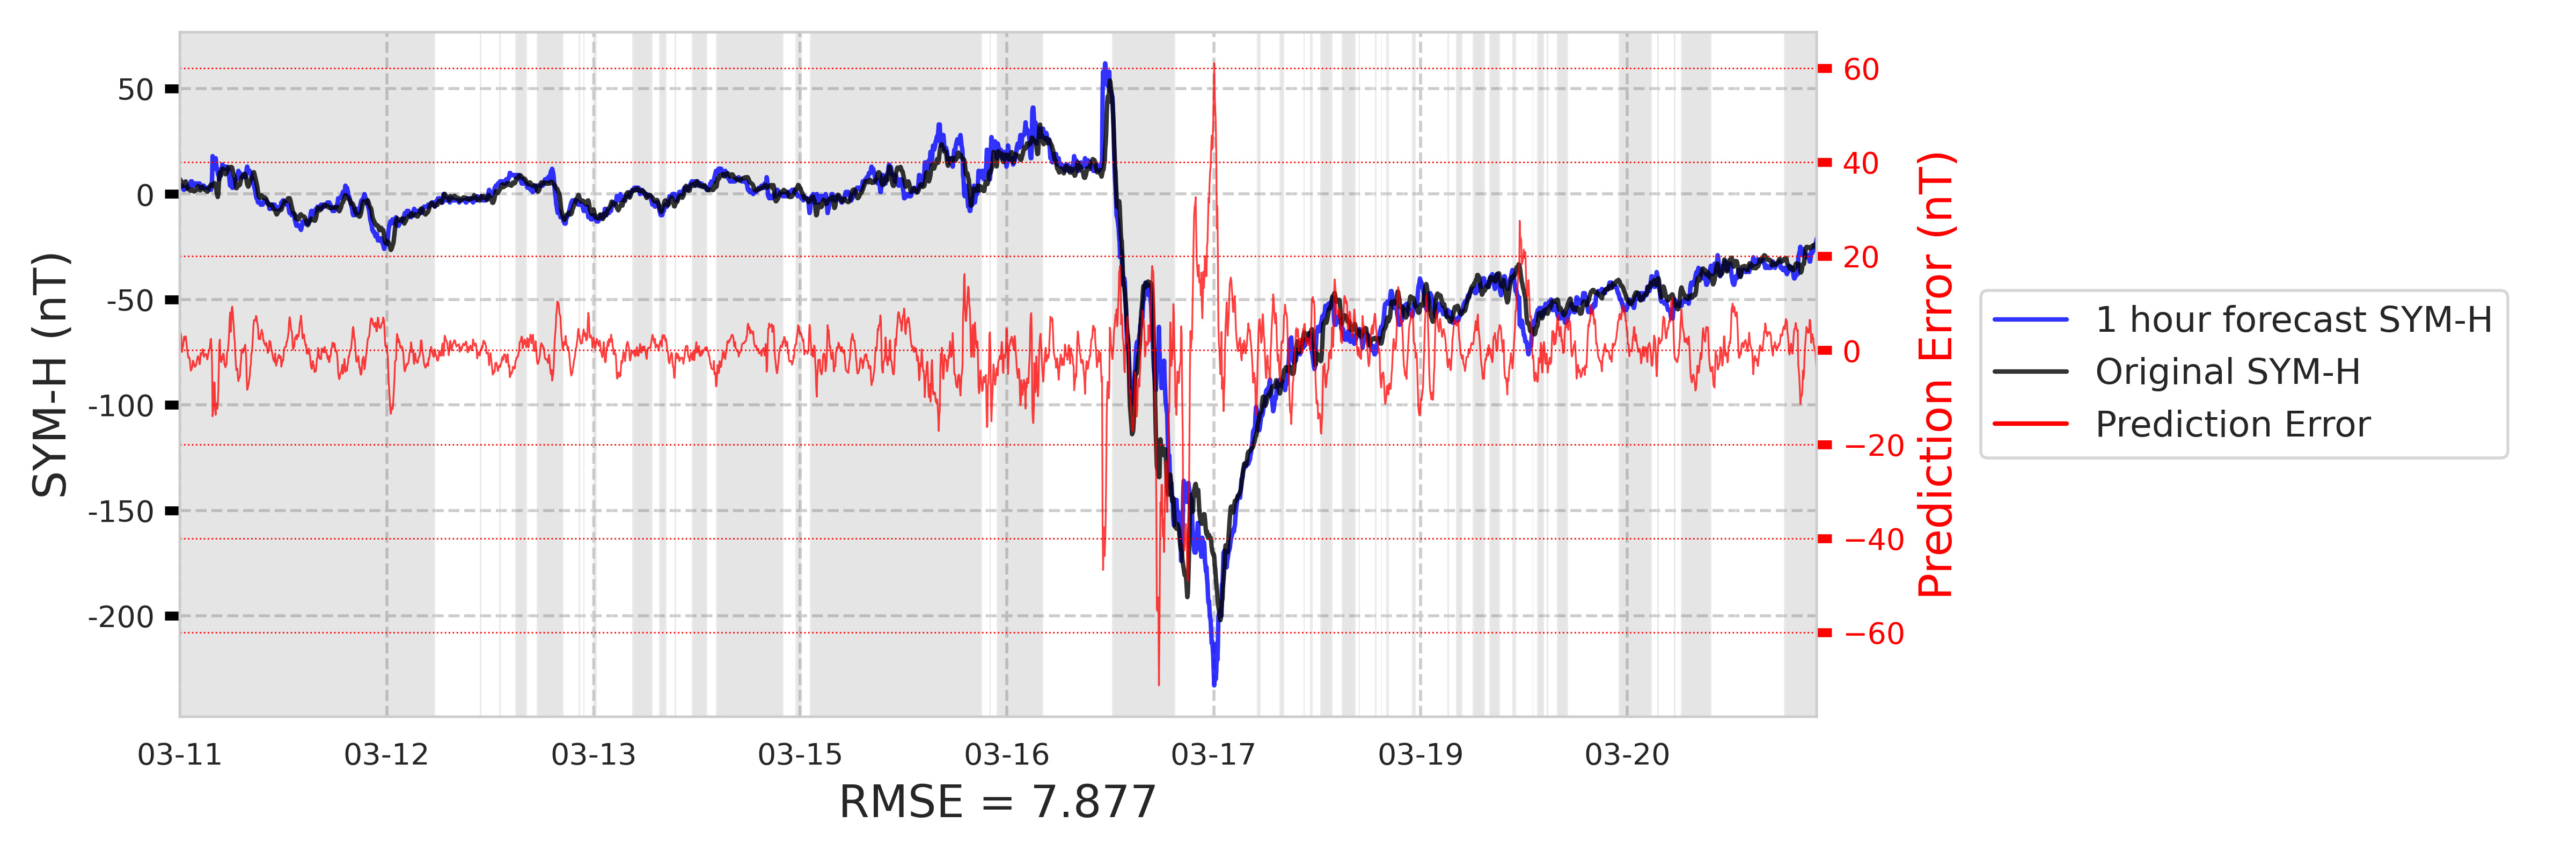 SYM-H (nT)
50
0
-50
-100
-150
-200
60
40
20
0
−20
−40
−60
Prediction Error (nT)
1 hour forecast SYM-H
Original SYM-H
Prediction Error
03-11 03-12 03-13 03-15 03-16 03-17 03-19 03-20
RMSE = 7.877